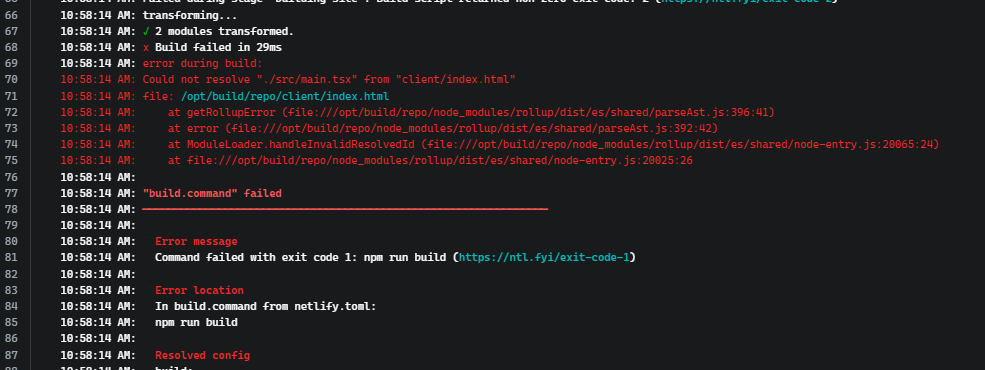 66 10:58:14 AM: transforming...
67 10:58:14 AM: ✓ 2 modules transformed.
68 10:58:14 AM: x Build failed in 29ms
69 10:58:14 AM: error during build:
70 10:58:14 AM: Could not resolve "./src/main.tsx" from "client/index.html"
71 10:58:14 AM: file: /opt/build/repo/client/index.html
72 10:58:14 AM:     at getRollupError (file:///opt/build/repo/node_modules/rollup/dist/es/shared/parseAst.js:396:41)
73 10:58:14 AM:     at error (file:///opt/build/repo/node_modules/rollup/dist/es/shared/parseAst.js:392:42)
74 10:58:14 AM:     at ModuleLoader.handleInvalidResolvedId (file:///opt/build/repo/node_modules/rollup/dist/es/shared/node-entry.js:20065:24)
75 10:58:14 AM:     at file:///opt/build/repo/node_modules/rollup/dist/es/shared/node-entry.js:20025:26
76 10:58:14 AM:
77 10:58:14 AM: "build.command" failed
78 10:58:14 AM: ────────────────────────────────────────────────────────────────
79 10:58:14 AM:
80 10:58:14 AM:   Error message
81 10:58:14 AM:   Command failed with exit code 1: npm run build (https://ntl.fyi/exit-code-1)
82 10:58:14 AM:
83 10:58:14 AM:   Error location
84 10:58:14 AM:   In build.command from netlify.toml:
85 10:58:14 AM:   npm run build
86 10:58:14 AM:
87 10:58:14 AM:   Resolved config